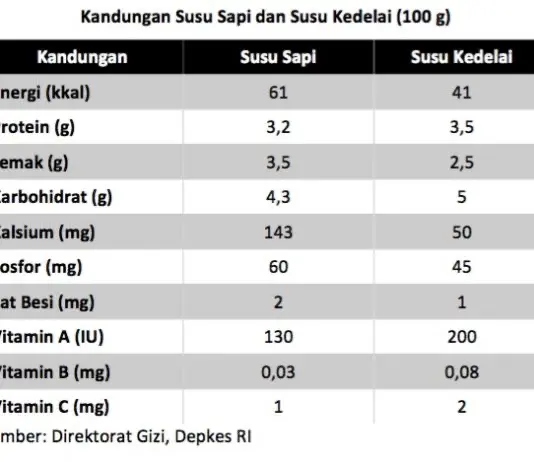 Kandungan Susu Sapi dan Susu Kedelai (100 g)
Kandungan Susu Sapi Susu Kedelai
nergi (kkal) 61 41
rotein (g) 3,2 3,5
emak (g) 3,5 2,5
arbohidrat (g) 4,3 5
alsium (mg) 143 50
osfor (mg) 60 45
at Besi (mg) 2 1
itamin A (IU) 130 200
itamin B (mg) 0,03 0,08
itamin C (mg) 1 2
mber: Direktorat Gizi, Depkes RI